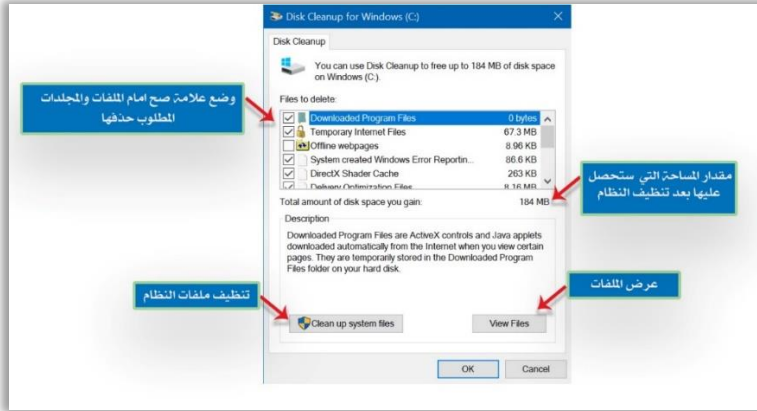 Disk Cleanup for Windows (C:)
Disk Cleanup
You can use Disk Cleanup to free up to 184 MB of disk space
on Windows (C:).
Files to delete:
Downloaded Program Files 0 bytes
Temporary Internet Files 67.3 MB
Offline webpages 8.96 KB
System created Windows Error Reportin... 86.6 KB
DirectX Shader Cache 263 KB
Delivery Optimization Files 8.16 MB
Total amount of disk space you gain: 184 MB
Description
Downloaded Program Files are ActiveX controls and Java applets
downloaded automatically from the Internet when you view certain
pages. They are temporarily stored in the Downloaded Program
Files folder on your hard disk.
Clean up system files
View Files
OK
Cancel
وضع علامة صح امام الملفات والمجلدات
المطلوب حذفها
مقدار المساحة التي ستحصل
عليها بعد تنظيف النظام
تنظيف ملفات النظام
عرض الملفات